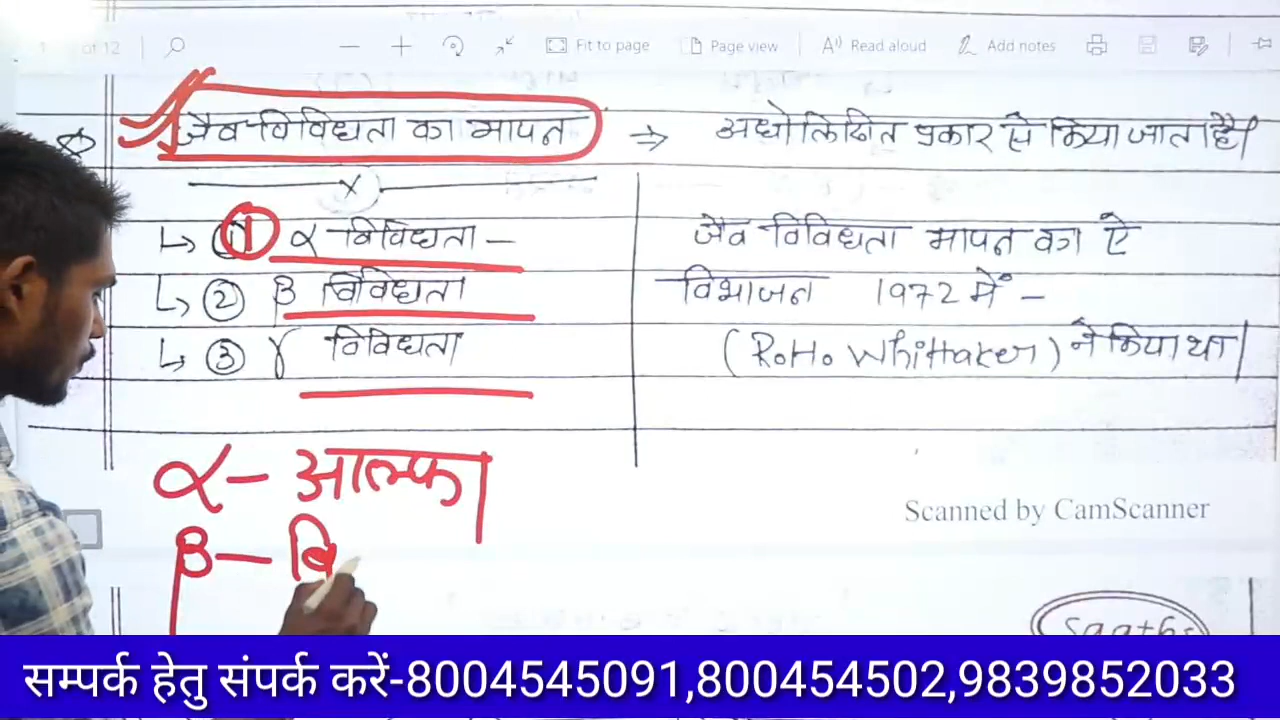 1 of 12 Fit to page Page view Read aloud Add notes
जैव विविधता का मापन ⇒ अधोलिखित प्रकार से किया जाता है।
① α विविधता - जैव विविधता मापन का ऐ
② β विविधता विभाजन 1972 में -
③ γ विविधता (R.H. Whittaker) ने किया था।
α - आल्फा
β - बि
Scanned by CamScanner
सम्पर्क हेतु संपर्क करें-8004545091,800454502,9839852033